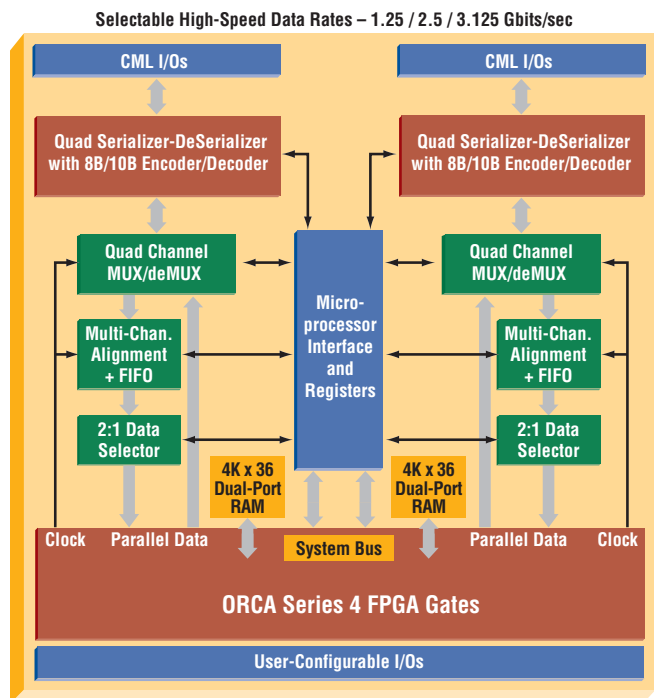 Selectable High-Speed Data Rates – 1.25 / 2.5 / 3.125 Gbits/sec
CML I/Os
CML I/Os
Quad Serializer-DeSerializer
with 8B/10B Encoder/Decoder
Quad Serializer-DeSerializer
with 8B/10B Encoder/Decoder
Quad Channel
MUX/deMUX
Micro-
processor
Interface
and
Registers
Quad Channel
MUX/deMUX
Multi-Chan.
Alignment
+ FIFO
Multi-Chan.
Alignment
+ FIFO
2:1 Data
Selector
2:1 Data
Selector
4K x 36
Dual-Port
RAM
4K x 36
Dual-Port
RAM
Clock
Parallel Data
System Bus
Parallel Data
Clock
ORCA Series 4 FPGA Gates
User-Configurable I/Os